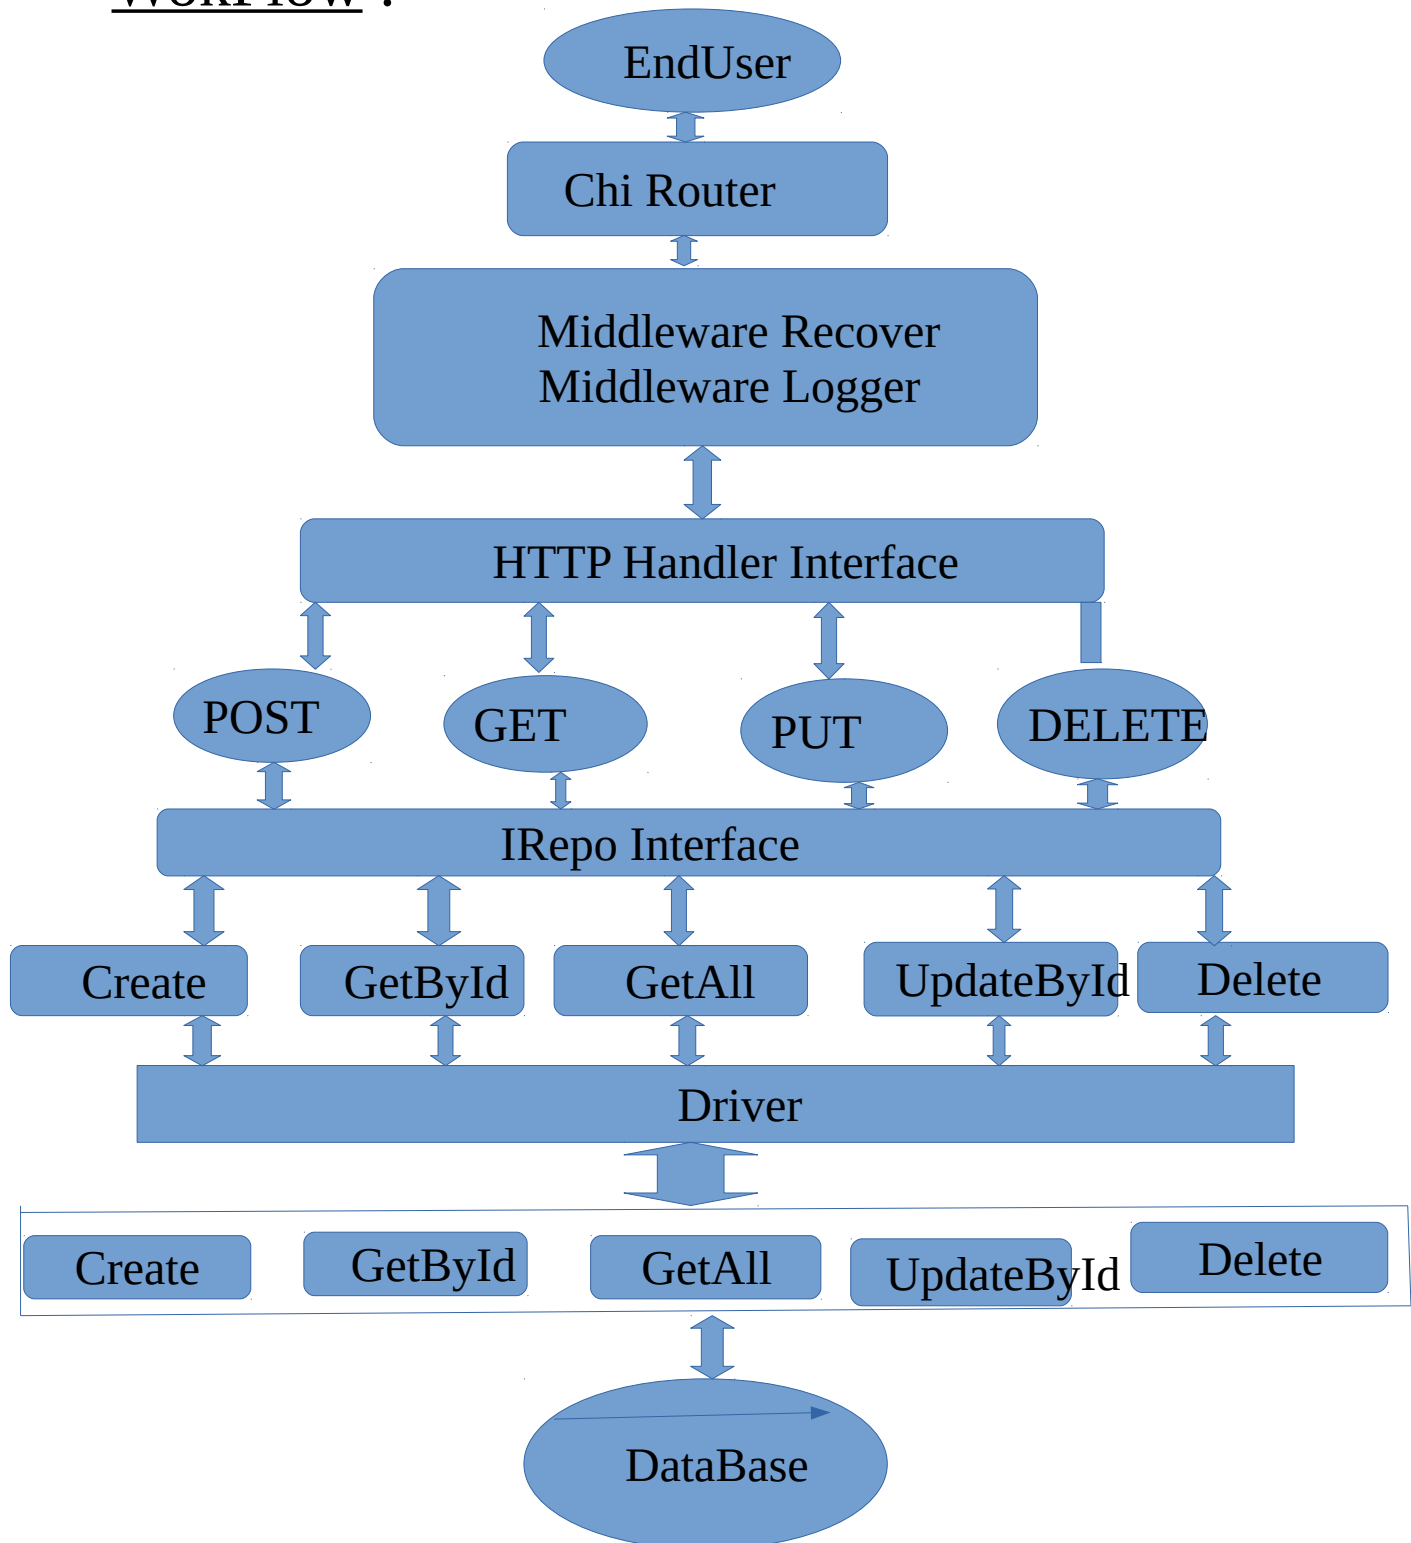 WokFlow :
EndUser
Chi Router
Middleware Recover
Middleware Logger
HTTP Handler Interface
POST GET PUT DELETE
IRepo Interface
Create GetById GetAll UpdateById Delete
Driver
Create GetById GetAll UpdateById Delete
DataBase